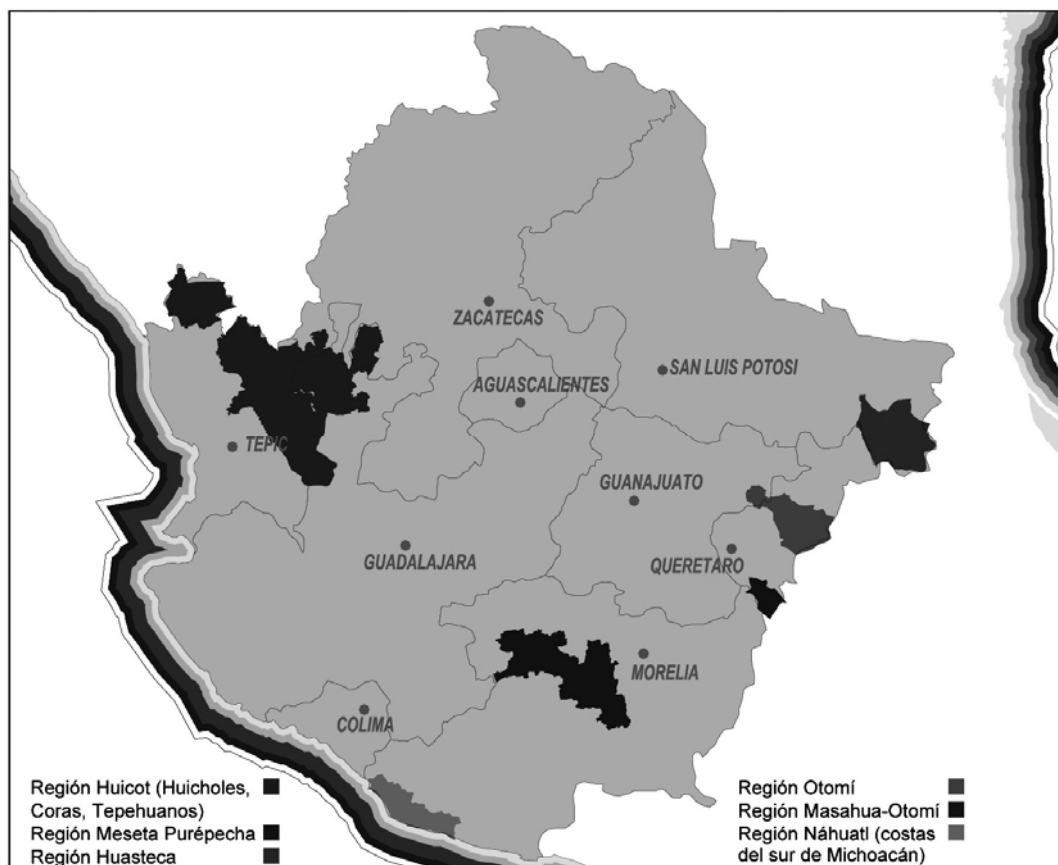 ZACATECAS
SAN LUIS POTOSI
AGUASCALIENTES
TEPIC
GUANAJUATO
GUADALAJARA
QUERETARO
MORELIA
COLIMA
Región Huicot (Huicholes,
Coras, Tepehuanos)
Región Meseta Purépecha
Región Huasteca
Región Otomí
Región Masahua-Otomí
Región Náhuatl (costas
del sur de Michoacán)